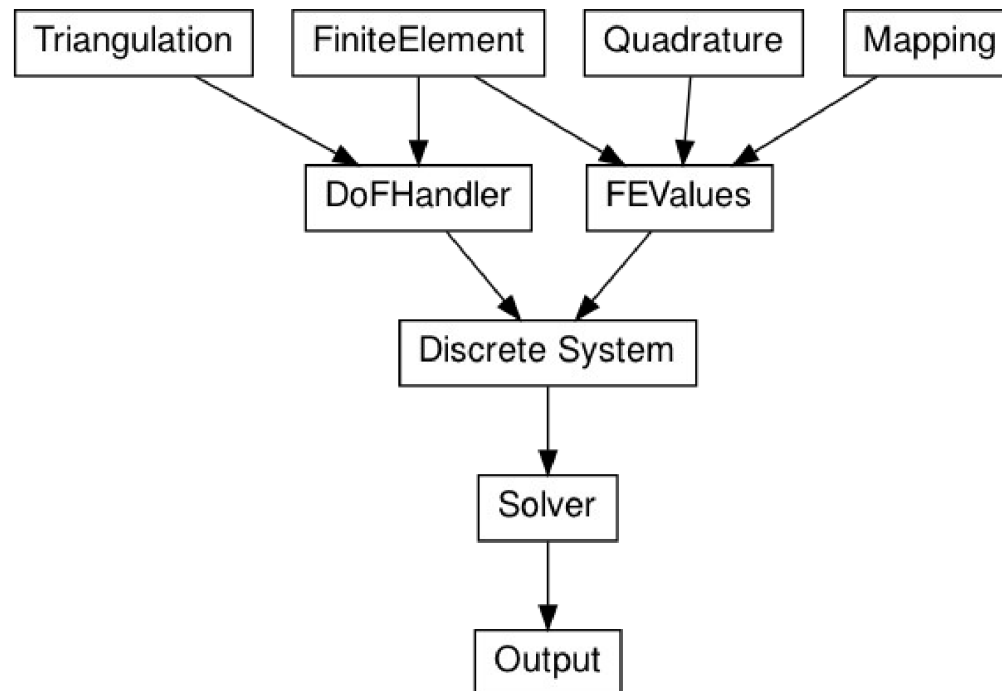 Triangulation
FiniteElement
Quadrature
Mapping
DoFHandler
FEValues
Discrete System
Solver
Output